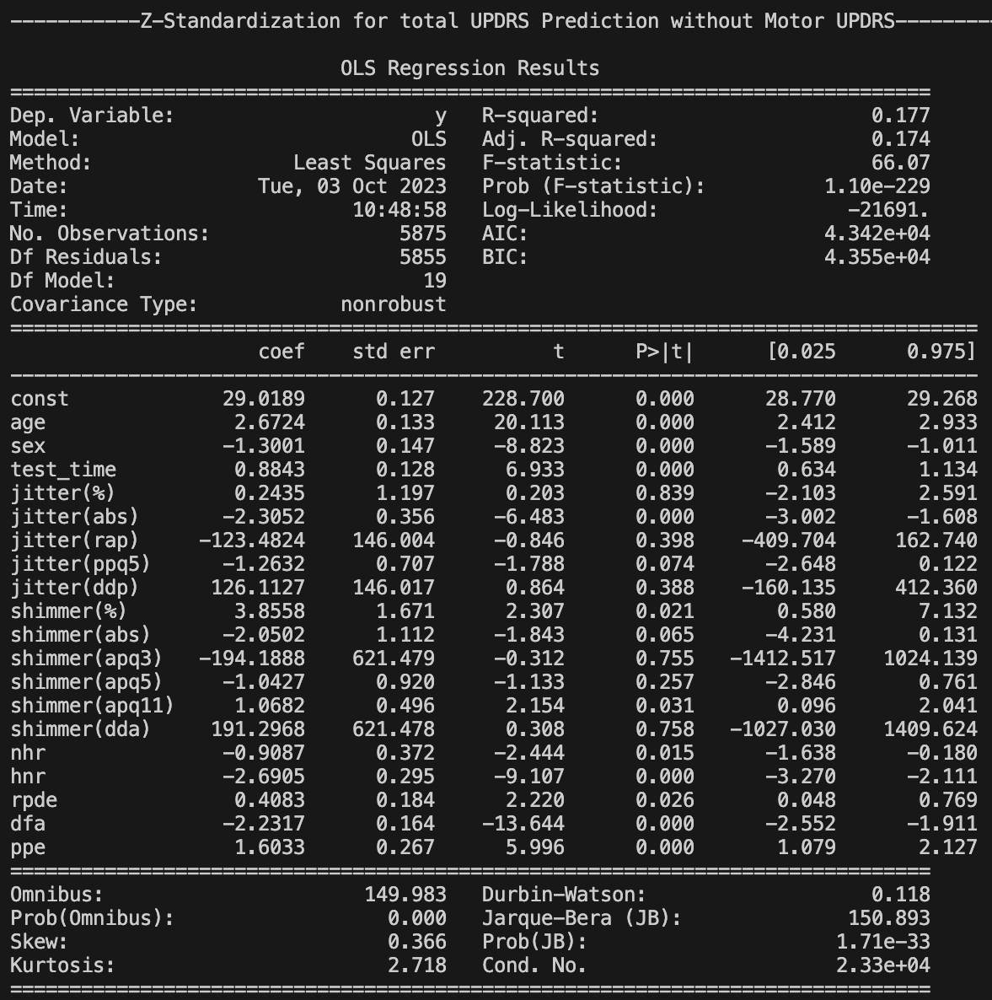 -----------Z-Standardization for total UPDRS Prediction without Motor UPDRS--------
OLS Regression Results
==============================================================================
Dep. Variable: y R-squared: 0.177
Model: OLS Adj. R-squared: 0.174
Method: Least Squares F-statistic: 66.07
Date: Tue, 03 Oct 2023 Prob (F-statistic): 1.10e-229
Time: 10:48:58 Log-Likelihood: -21691.
No. Observations: 5875 AIC: 4.342e+04
Df Residuals: 5855 BIC: 4.355e+04
Df Model: 19
Covariance Type: nonrobust
==================================================================================
coef std err t P>|t| [0.025 0.975]
----------------------------------------------------------------------------------
const 29.0189 0.127 228.700 0.000 28.770 29.268
age 2.6724 0.133 20.113 0.000 2.412 2.933
sex -1.3001 0.147 -8.823 0.000 -1.589 -1.011
test_time 0.8843 0.128 6.933 0.000 0.634 1.134
jitter(%) 0.2435 1.197 0.203 0.839 -2.103 2.591
jitter(abs) -2.3052 0.356 -6.483 0.000 -3.002 -1.608
jitter(rap) -123.4824 146.004 -0.846 0.398 -409.704 162.740
jitter(ppq5) -1.2632 0.707 -1.788 0.074 -2.648 0.122
jitter(ddp) 126.1127 146.017 0.864 0.388 -160.135 412.360
shimmer(%) 3.8558 1.671 2.307 0.021 0.580 7.132
shimmer(abs) -2.0502 1.112 -1.843 0.065 -4.231 0.131
shimmer(apq3) -194.1888 621.479 -0.312 0.755 -1412.517 1024.139
shimmer(apq5) -1.0427 0.920 -1.133 0.257 -2.846 0.761
shimmer(apq11) 1.0682 0.496 2.154 0.031 0.096 2.041
shimmer(dda) 191.2968 621.478 0.308 0.758 -1027.030 1409.624
nhr -0.9087 0.372 -2.444 0.015 -1.638 -0.180
hnr -2.6905 0.295 -9.107 0.000 -3.270 -2.111
rpde 0.4083 0.184 2.220 0.026 0.048 0.769
dfa -2.2317 0.164 -13.644 0.000 -2.552 -1.911
ppe 1.6033 0.267 5.996 0.000 1.079 2.127
==============================================================================
Omnibus: 149.983 Durbin-Watson: 0.118
Prob(Omnibus): 0.000 Jarque-Bera (JB): 150.893
Skew: 0.366 Prob(JB): 1.71e-33
Kurtosis: 2.718 Cond. No. 2.33e+04
==============================================================================